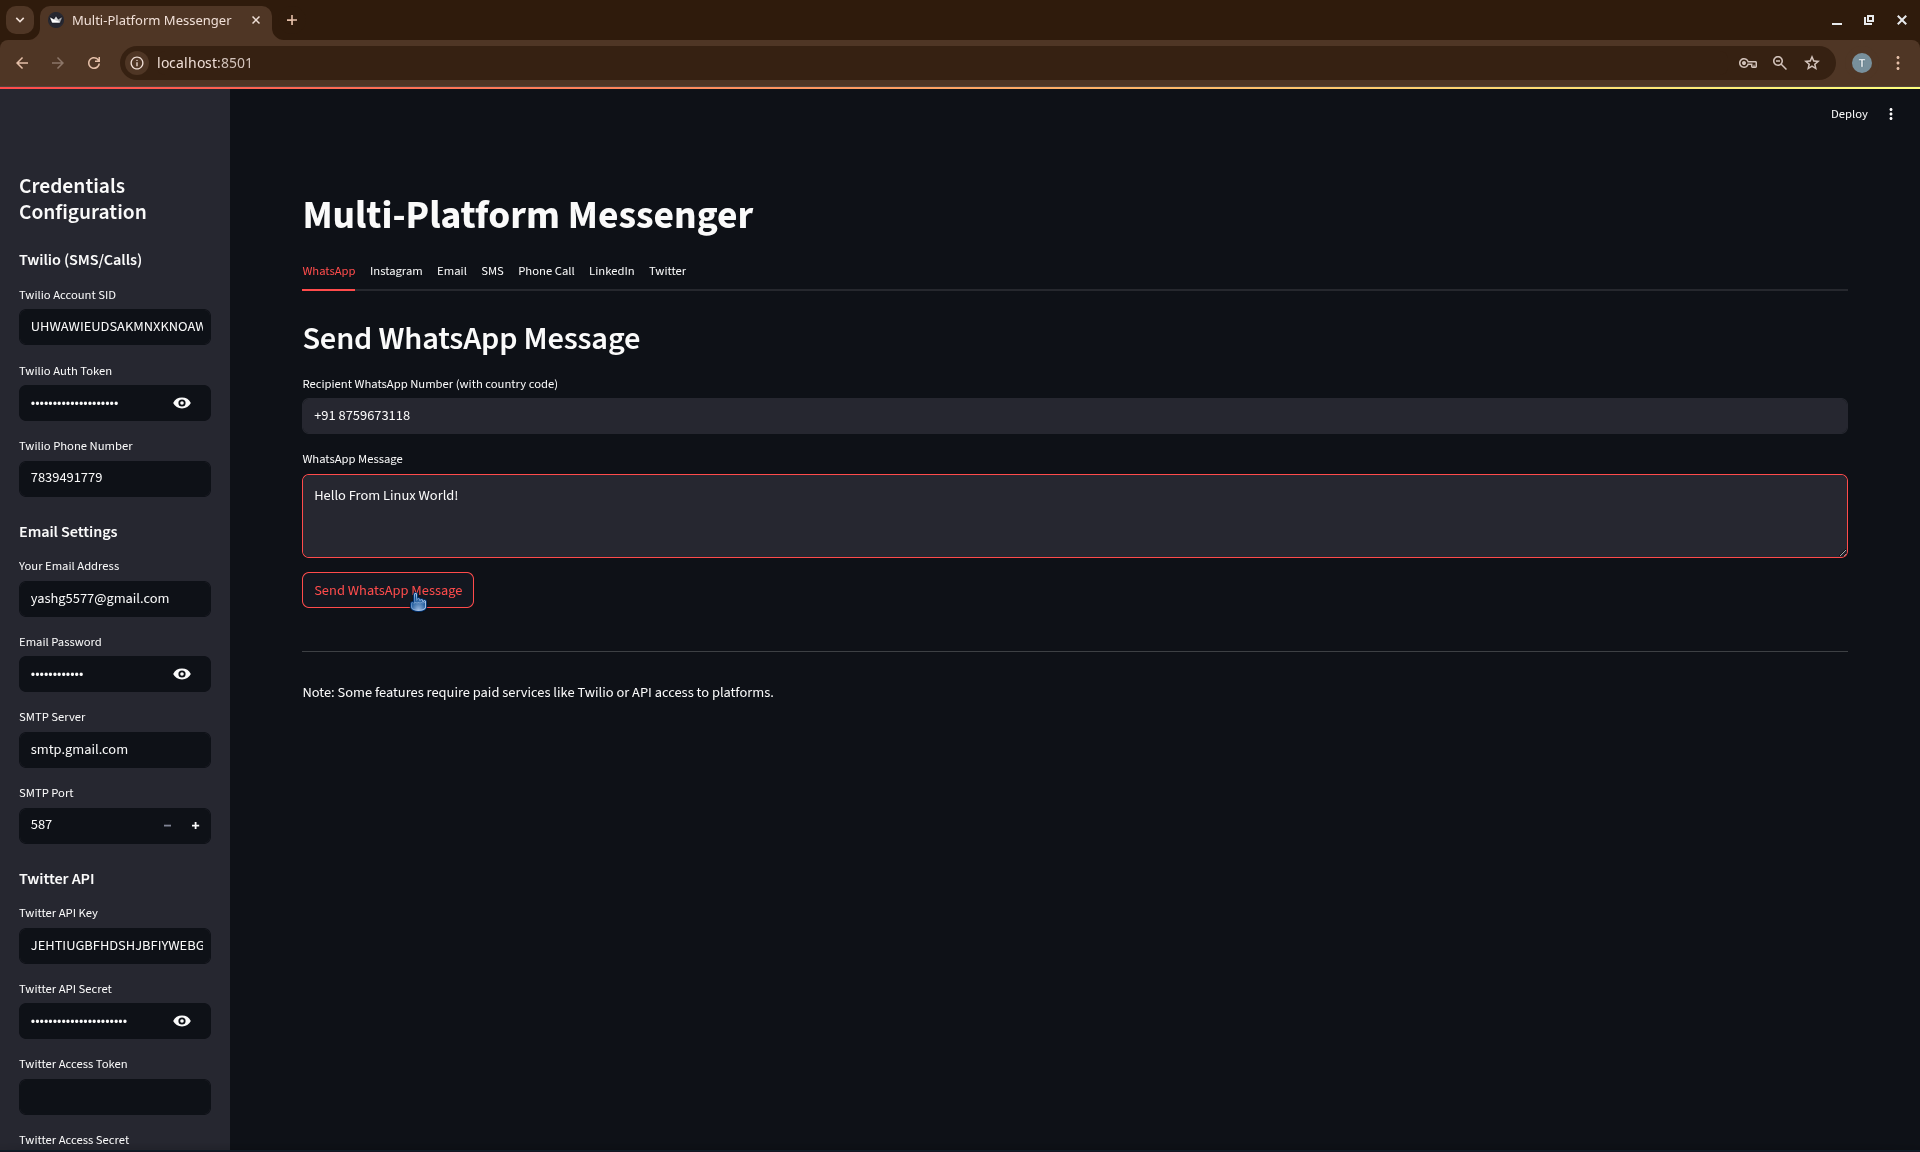 Multi-Platform Messenger
localhost:8501
T
Deploy
Credentials
Configuration
Twilio (SMS/Calls)
Twilio Account SID
UHWAWIEUDSAKMNXKNOAW
Twilio Auth Token
••••••••••••••••••••
Twilio Phone Number
7839491779
Email Settings
Your Email Address
yashg5577@gmail.com
Email Password
••••••••••••
SMTP Server
smtp.gmail.com
SMTP Port
587
Twitter API
Twitter API Key
JEHTIUGBFHDSHJBFIYWEBG
Twitter API Secret
••••••••••••••••••••••
Twitter Access Token
Twitter Access Secret
Multi-Platform Messenger
WhatsApp Instagram Email SMS Phone Call LinkedIn Twitter
Send WhatsApp Message
Recipient WhatsApp Number (with country code)
+91 8759673118
WhatsApp Message
Hello From Linux World!
Send WhatsApp Message
Note: Some features require paid services like Twilio or API access to platforms.